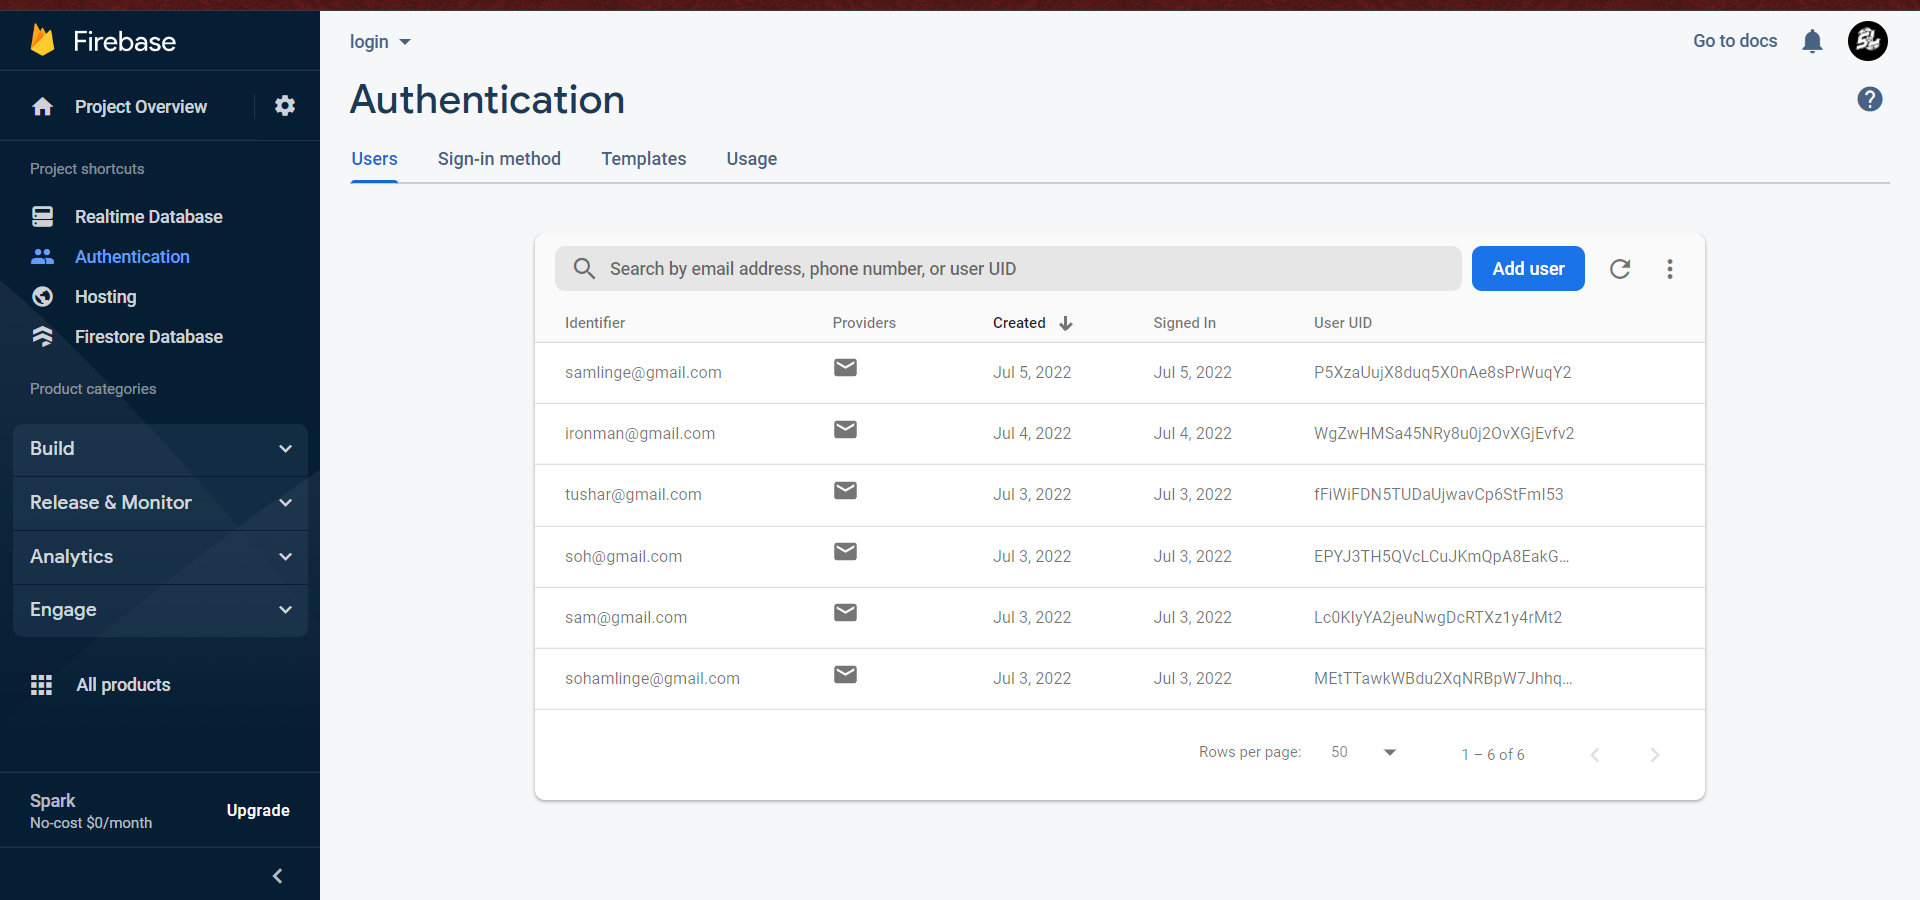 Firebase
Project Overview
Project shortcuts
Realtime Database
Authentication
Hosting
Firestore Database
Product categories
Build
Release & Monitor
Analytics
Engage
All products
Spark
No-cost $0/month
Upgrade
login
Go to docs
Authentication
Users Sign-in method Templates Usage
Search by email address, phone number, or user UID
Add user
Identifier Providers Created Signed In User UID
samlinge@gmail.com Jul 5, 2022 Jul 5, 2022 P5XzaUujX8duq5X0nAe8sPrWuqY2
ironman@gmail.com Jul 4, 2022 Jul 4, 2022 WgZwHMSa45NRy8u0j2OvXGjEvfv2
tushar@gmail.com Jul 3, 2022 Jul 3, 2022 fFiWiFDN5TUDaUjwavCp6StFmI53
soh@gmail.com Jul 3, 2022 Jul 3, 2022 EPYJ3TH5QVcLCuJKmQpA8EakG...
sam@gmail.com Jul 3, 2022 Jul 3, 2022 Lc0KlyYA2jeuNwgDcRTXz1y4rMt2
sohamlinge@gmail.com Jul 3, 2022 Jul 3, 2022 MEtTTawkWBdu2XqNRBpW7Jhhq...
Rows per page: 50 1 – 6 of 6